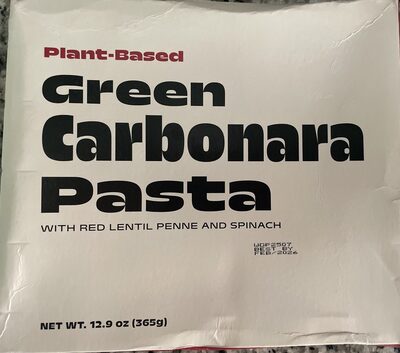 Plant-Based
Green
Carbonara
Pasta
WITH RED LENTIL PENNE AND SPINACH
WOP2507
BEST BY
FEB/2026
NET WT. 12.9 oz (365g)